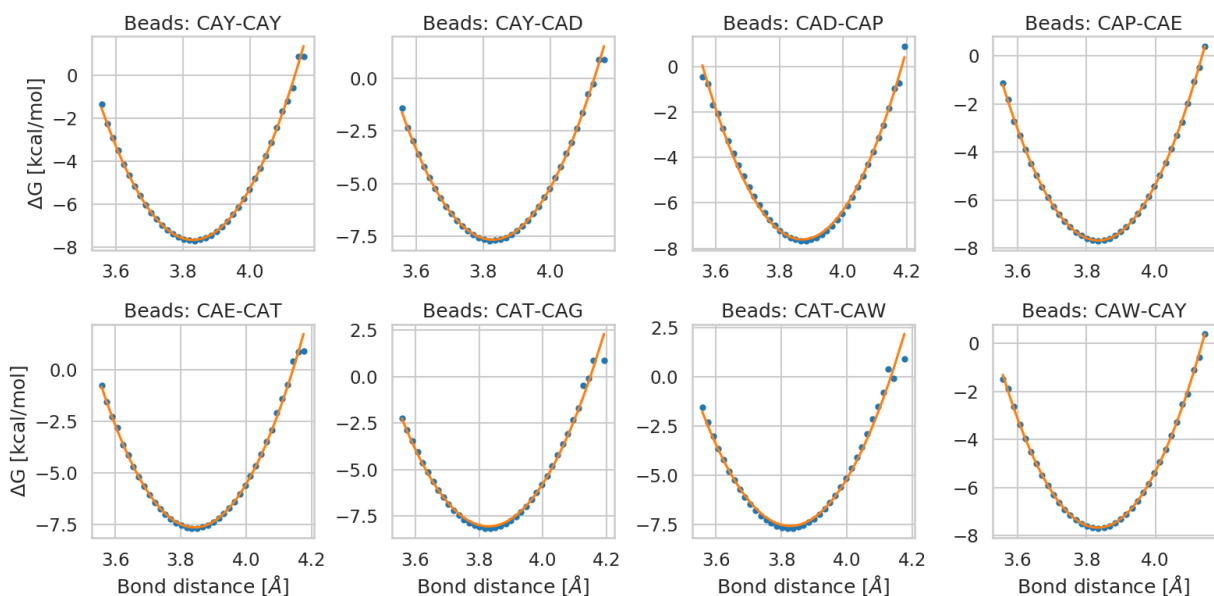 Beads: CAY-CAY
0
−2
−4
−6
−8
3.6 3.8 4.0 4.2
ΔG [kcal/mol]
Beads: CAY-CAD
0.0
−2.5
−5.0
−7.5
3.6 3.8 4.0
Beads: CAD-CAP
2
0
−2
−4
−6
−8
3.6 3.8 4.0 4.2
Beads: CAP-CAE
0
−2
−4
−6
−8
3.6 3.8 4.0
Beads: CAE-CAT
0.0
−2.5
−5.0
−7.5
3.6 3.8 4.0 4.2
ΔG [kcal/mol]
Bond distance [Å]
Beads: CAT-CAG
2.5
0.0
−2.5
−5.0
−7.5
3.6 3.8 4.0 4.2
Bond distance [Å]
Beads: CAT-CAW
2.5
0.0
−2.5
−5.0
−7.5
3.6 3.8 4.0
Bond distance [Å]
Beads: CAW-CAY
0
−2
−4
−6
−8
3.6 3.8 4.0
Bond distance [Å]